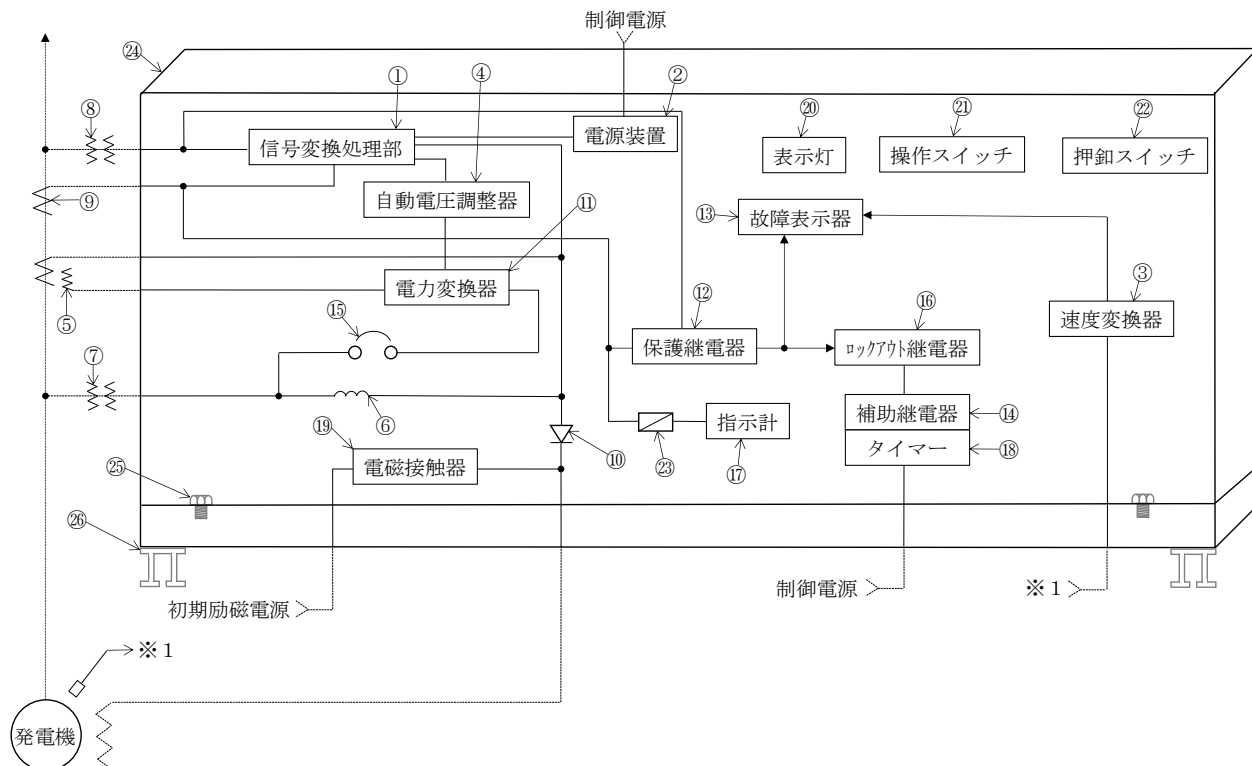 制御電源
㉔
①
④
②
⑧
⑳
㉑
㉒
電源装置
信号変換処理部
表示灯
操作スイッチ
押釦スイッチ
⑨
自動電圧調整器
⑪
⑬
故障表示器
③
電力変換器
⑫
⑯
⑤
⑮
速度変換器
保護継電器
ﾛｯｸｱｳﾄ継電器
⑦
⑥
指示計
補助継電器
⑭
⑲
タイマー
⑱
⑩
㉓
⑰
電磁接触器
㉕
㉖
初期励磁電源
制御電源
※1
※1
発電機